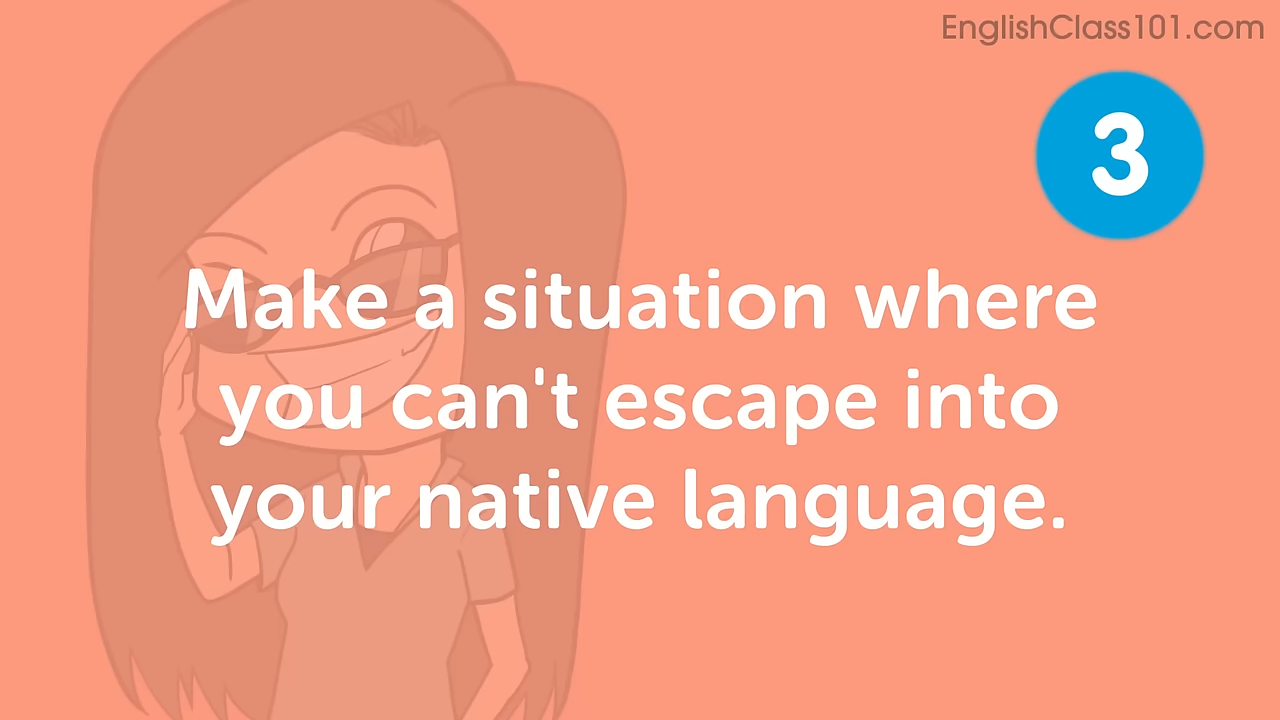 EnglishClass101.com
3
Make a situation where
you can't escape into
your native language.